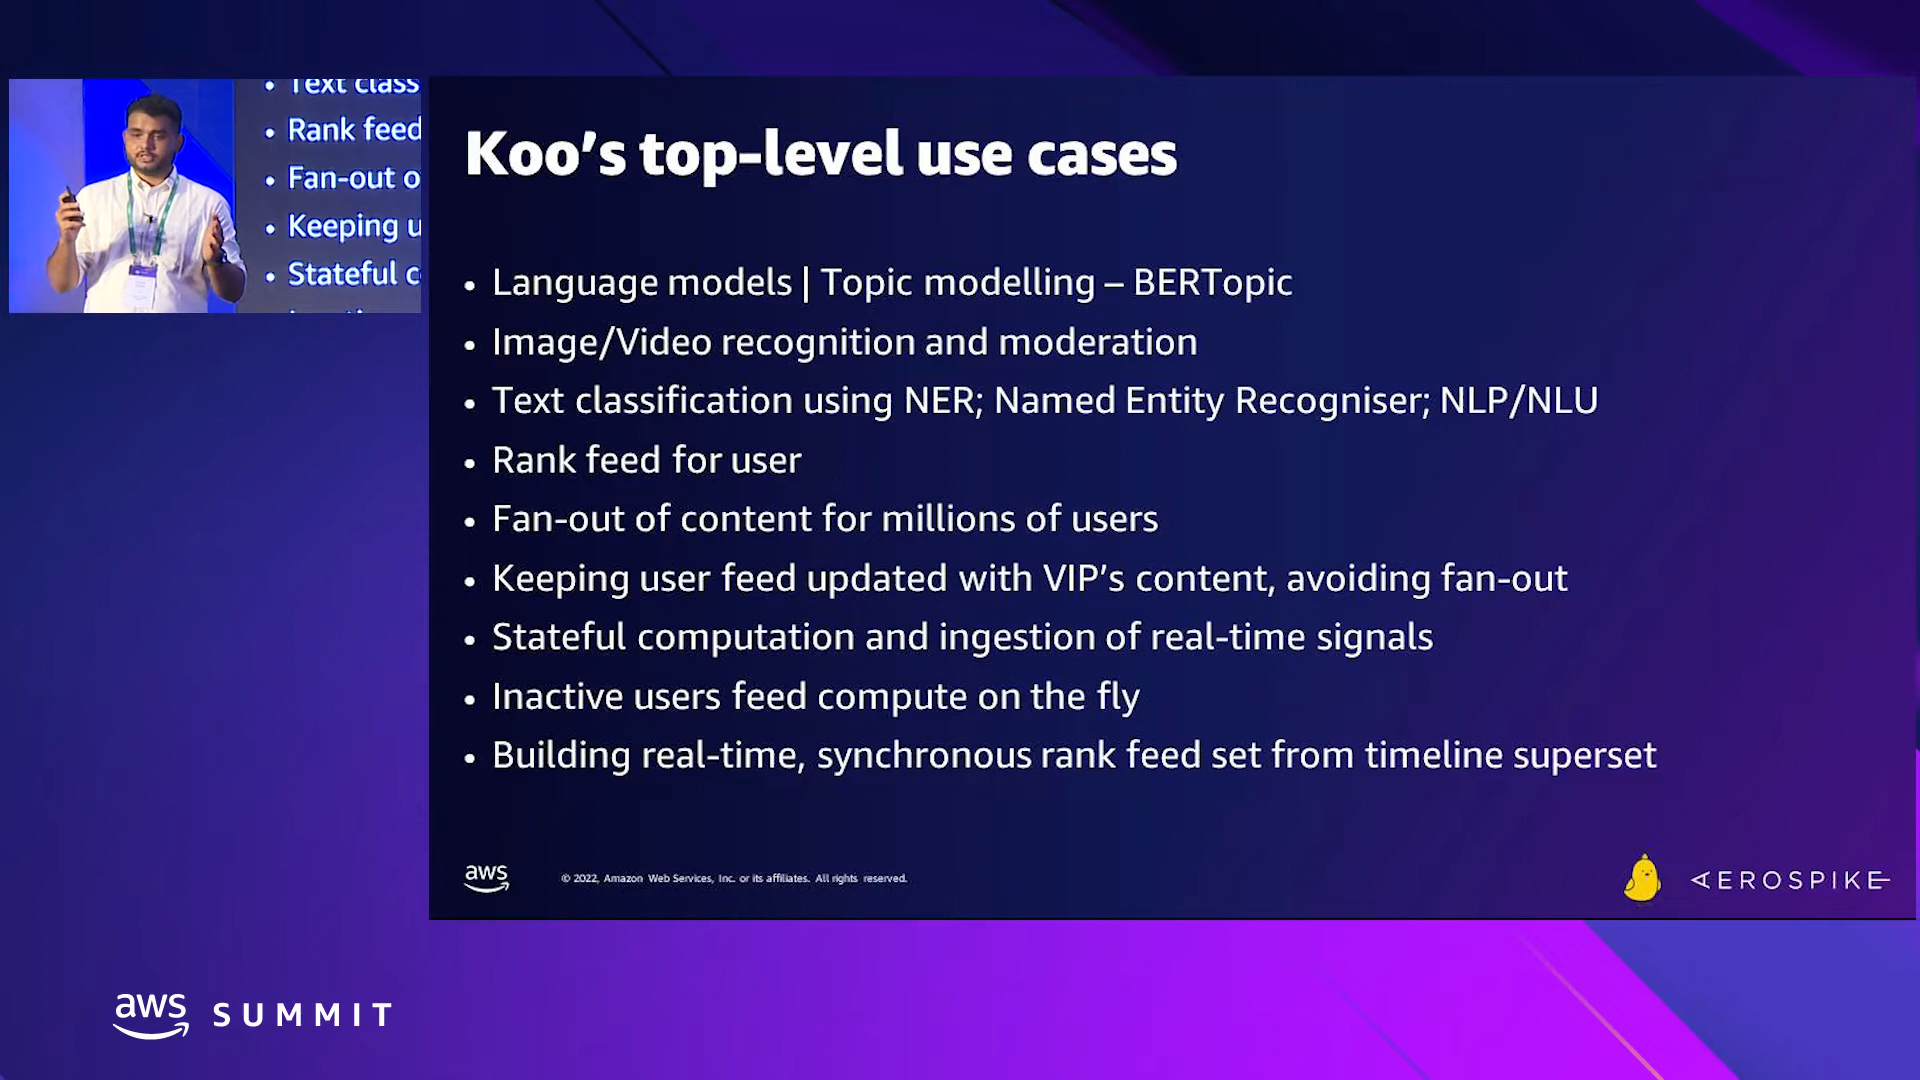 Text class
• Rank feed
• Fan-out o
• Keeping u
• Stateful c
Koo’s top-level use cases
• Language models | Topic modelling – BERTopic
• Image/Video recognition and moderation
• Text classification using NER; Named Entity Recogniser; NLP/NLU
• Rank feed for user
• Fan-out of content for millions of users
• Keeping user feed updated with VIP’s content, avoiding fan-out
• Stateful computation and ingestion of real-time signals
• Inactive users feed compute on the fly
• Building real-time, synchronous rank feed set from timeline superset
aws
© 2022, Amazon Web Services, Inc. or its affiliates. All rights reserved.
AEROSPIKE
aws SUMMIT